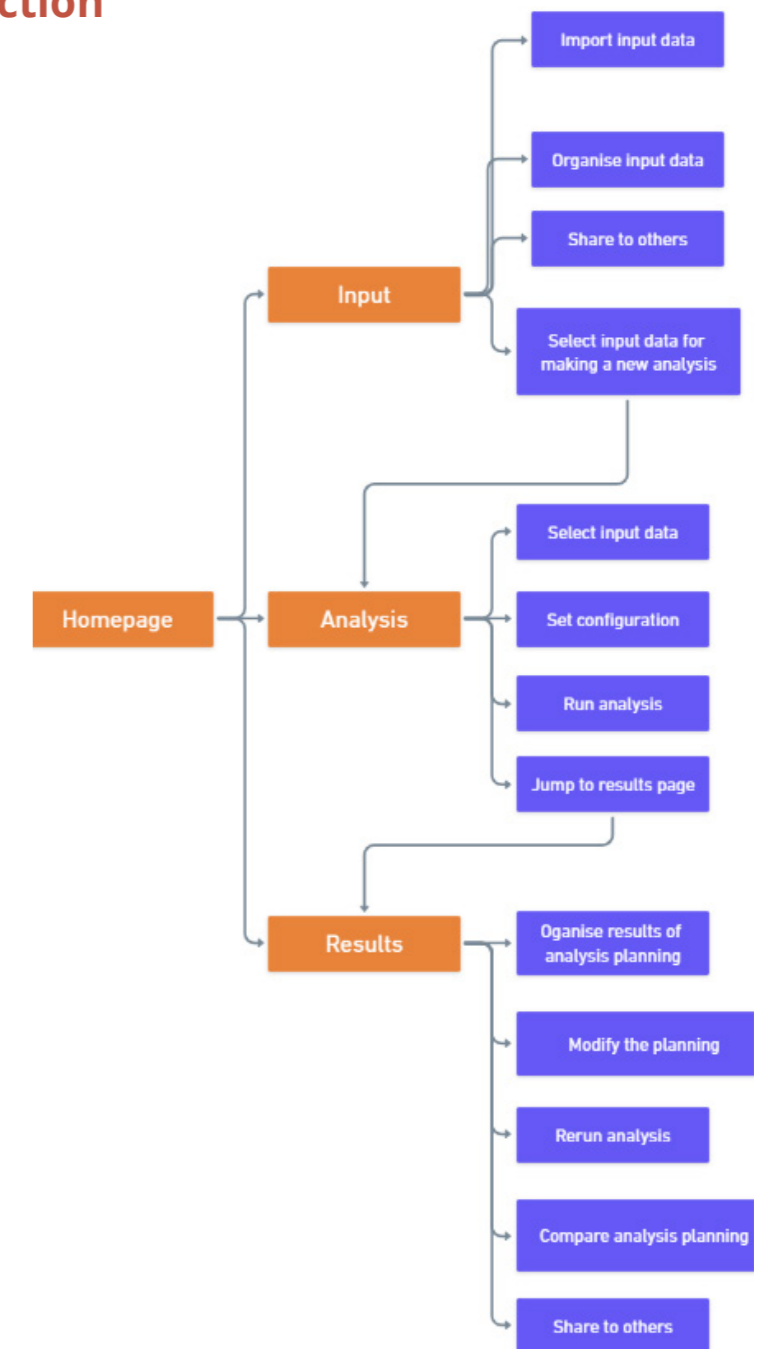 ction
Import input data
Organise input data
Share to others
Input
Select input data for
making a new analysis
Select input data
Homepage
Analysis
Set configuration
Run analysis
Jump to results page
Results
Oganise results of
analysis planning
Modify the planning
Rerun analysis
Compare analysis planning
Share to others